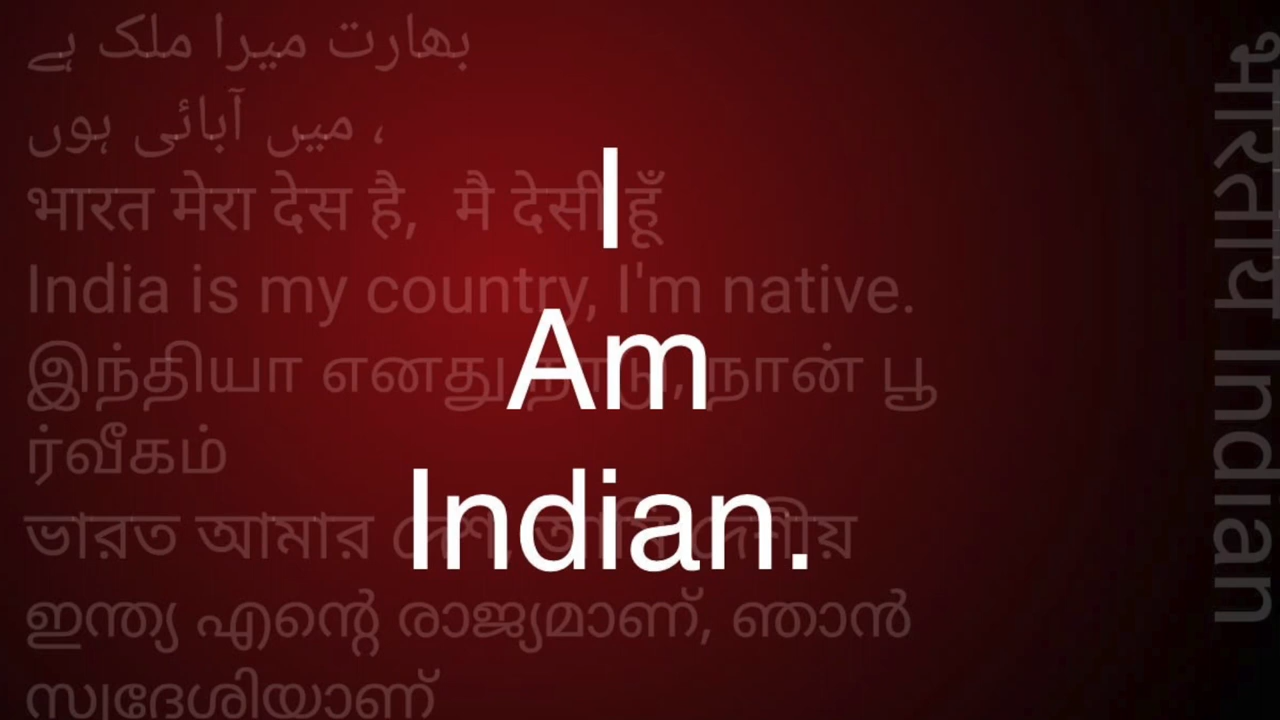 بھارت میرا ملک ہے
، میں آبائی ہوں
भारत मेरा देस है, मै देसी हूँ
India is my country, I'm native.
இந்தியா எனது நாடு, நான் பூ
ர்வீகம்
ভারত আমার দেশ, আমি দেশীয়
ഇന്ത്യ എന്റെ രാജ്യമാണ്, ഞാൻ
സ്വദേശിയാണ്
I
Am
Indian.
भारतीय Indian